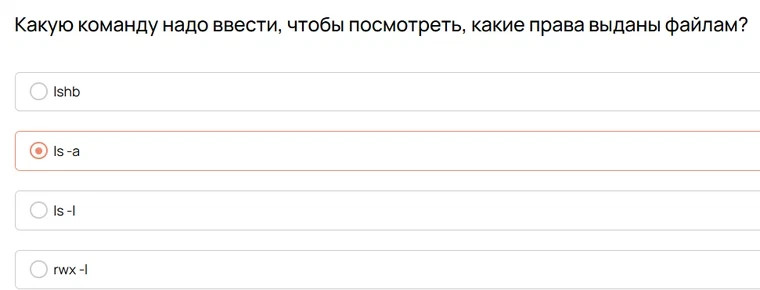 Какую команду надо ввести, чтобы посмотреть, какие права выданы файлам?
lshb
ls -a
ls -l
rwx -l